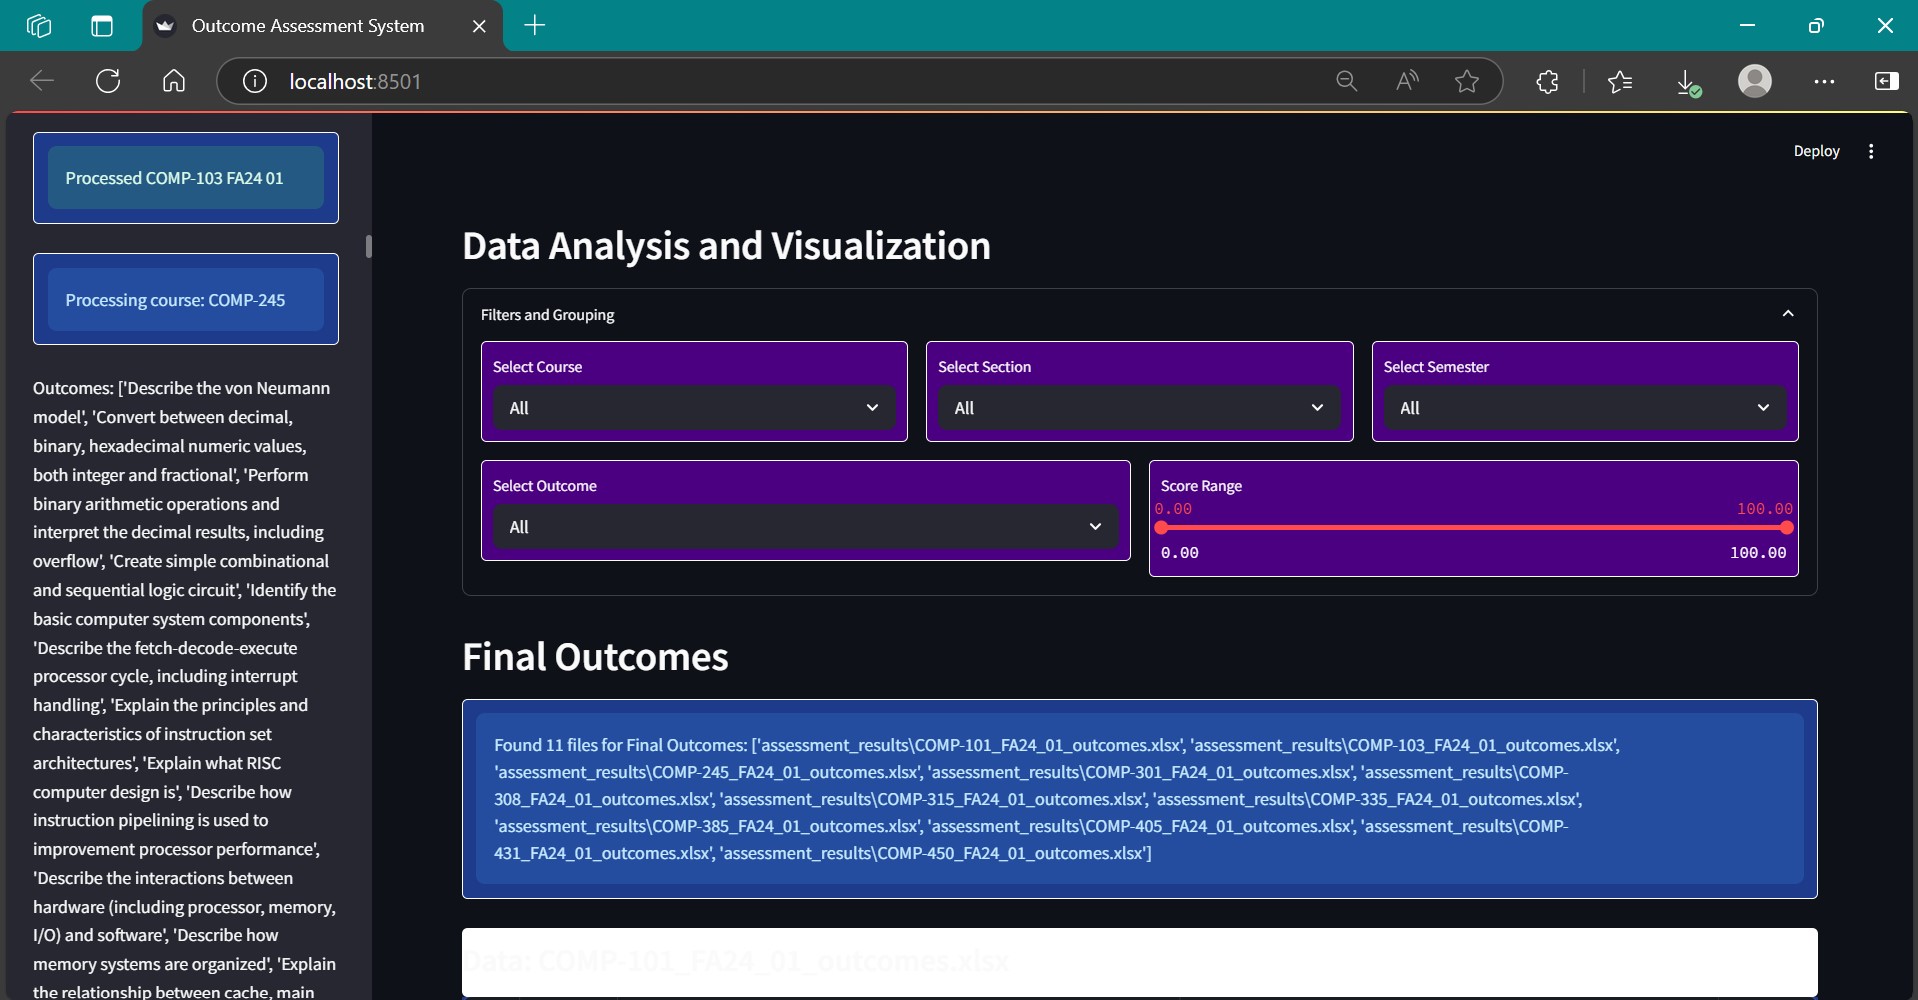 Outcome Assessment System
localhost:8501
Processed COMP-103 FA24 01
Processing course: COMP-245
Outcomes: ['Describe the von Neumann
model', 'Convert between decimal,
binary, hexadecimal numeric values,
both integer and fractional', 'Perform
binary arithmetic operations and
interpret the decimal results, including
overflow', 'Create simple combinational
and sequential logic circuit', 'Identify the
basic computer system components',
'Describe the fetch-decode-execute
processor cycle, including interrupt
handling', 'Explain the principles and
characteristics of instruction set
architectures', 'Explain what RISC
computer design is', 'Describe how
instruction pipelining is used to
improvement processor performance',
'Describe the interactions between
hardware (including processor, memory,
I/O) and software', 'Describe how
memory systems are organized', 'Explain
the relationship between cache, main
Deploy
Data Analysis and Visualization
Filters and Grouping
Select Course
All
Select Section
All
Select Semester
All
Select Outcome
All
Score Range
0.00 100.00
0.00 100.00
Final Outcomes
Found 11 files for Final Outcomes: ['assessment_results\COMP-101_FA24_01_outcomes.xlsx', 'assessment_results\COMP-103_FA24_01_outcomes.xlsx',
'assessment_results\COMP-245_FA24_01_outcomes.xlsx', 'assessment_results\COMP-301_FA24_01_outcomes.xlsx', 'assessment_results\COMP-
308_FA24_01_outcomes.xlsx', 'assessment_results\COMP-315_FA24_01_outcomes.xlsx', 'assessment_results\COMP-335_FA24_01_outcomes.xlsx',
'assessment_results\COMP-385_FA24_01_outcomes.xlsx', 'assessment_results\COMP-405_FA24_01_outcomes.xlsx', 'assessment_results\COMP-
431_FA24_01_outcomes.xlsx', 'assessment_results\COMP-450_FA24_01_outcomes.xlsx']
Data: COMP-101_FA24_01_outcomes.xlsx